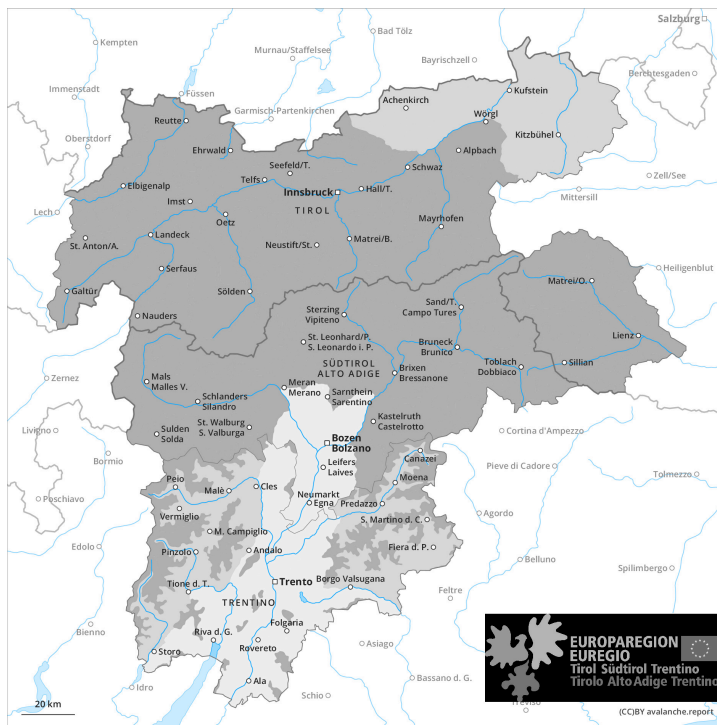 Salzburg
Kempten
Bad Tölz
Murnau/Staffelsee
Bayrischzell
Berchtesgaden
Immenstadt
Füssen
Garmisch-Partenkirchen
Achenkirch
Kufstein
Reutte
Wörgl
Oberstdorf
Ehrwald
Kitzbühel
Seefeld/T.
Alpbach
Schwaz
Telfs
Zell/See
Elbigenalp
Innsbruck
Hall/T.
Mittersill
Imst
TIROL
Lech
Oetz
Mayrhofen
St. Anton/A.
Landeck
Neustift/St.
Matrei/B.
Serfaus
Heiligenblut
Galtür
Sölden
Matrei/O.
Nauders
Sterzing
Vipiteno
Sand/T.
Campo Tures
St. Leonhard/P.
S. Leonardo i. P.
Lienz
Bruneck
Brunico
SÜDTIROL
ALTO ADIGE
Toblach
Dobbiaco
Sillian
Zernez
Mals
Malles V.
Meran
Merano
Brixen
Bressanone
Sarnthein
Sarentino
Schlanders
Silandro
St. Walburg
S. Valburga
Kastelruth
Castelrotto
Livigno
Sulden
Solda
Cortina d'Ampezzo
Bozen
Bolzano
Bormio
Canazei
Leifers
Laives
Pieve di Cadore
Peio
Malè
Cles
Moena
Tolmezzo
Poschiavo
Neumarkt
Egna
Predazzo
Vermiglio
Agordo
S. Martino d. C.
M. Campiglio
Edolo
Pinzolo
Andalo
Fiera d. P.
Belluno
Spilimbergo
Trento
Tione d. T.
Borgo Valsugana
Feltre
TRENTINO
Bienno
Folgaria
Riva d. G.
Rovereto
Asiago
Storo
Bassano d. G.
Ala
Idro
Schio
Treviso
EUROPAREGION
EUREGIO
Tirol Südtirol Trentino
Tirolo Alto Adige Trentino
20 km
(CC)BY avalanche.report